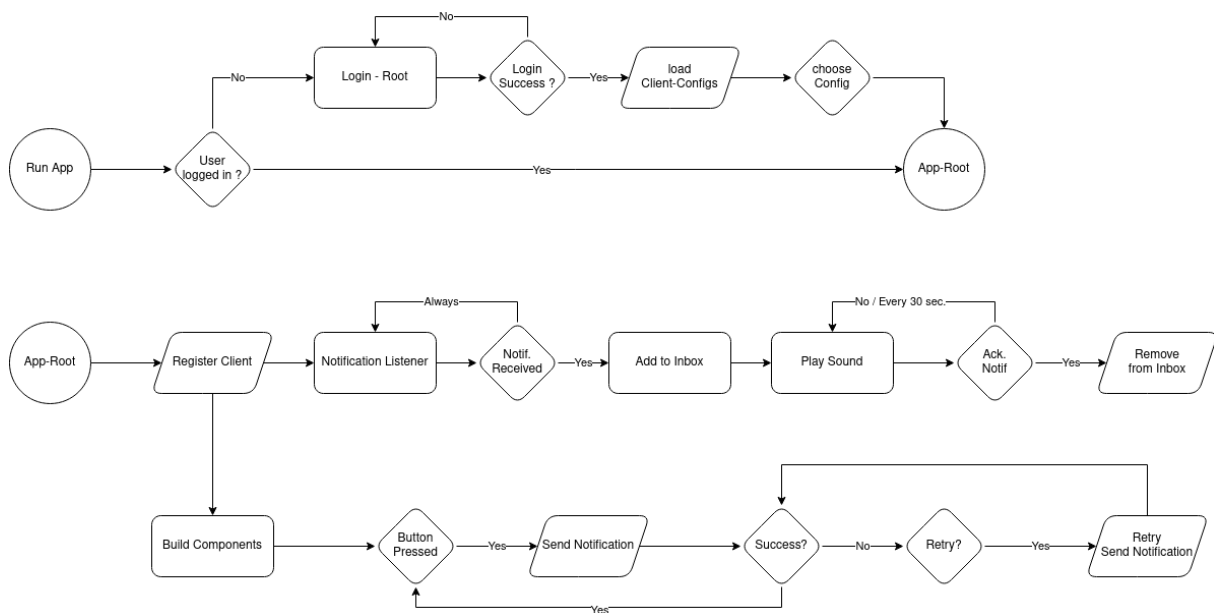 No
Login - Root
Login
Success ?
Yes
load
Client-Configs
choose
Config
No
Run App
User
logged in ?
Yes
App-Root
Always
No / Every 30 sec.
App-Root
Register Client
Notification Listener
Notif.
Received
Yes
Add to Inbox
Play Sound
Ack.
Notif
Yes
Remove
from Inbox
Build Components
Button
Pressed
Yes
Send Notification
Success?
No
Retry?
Yes
Retry
Send Notification
Yes